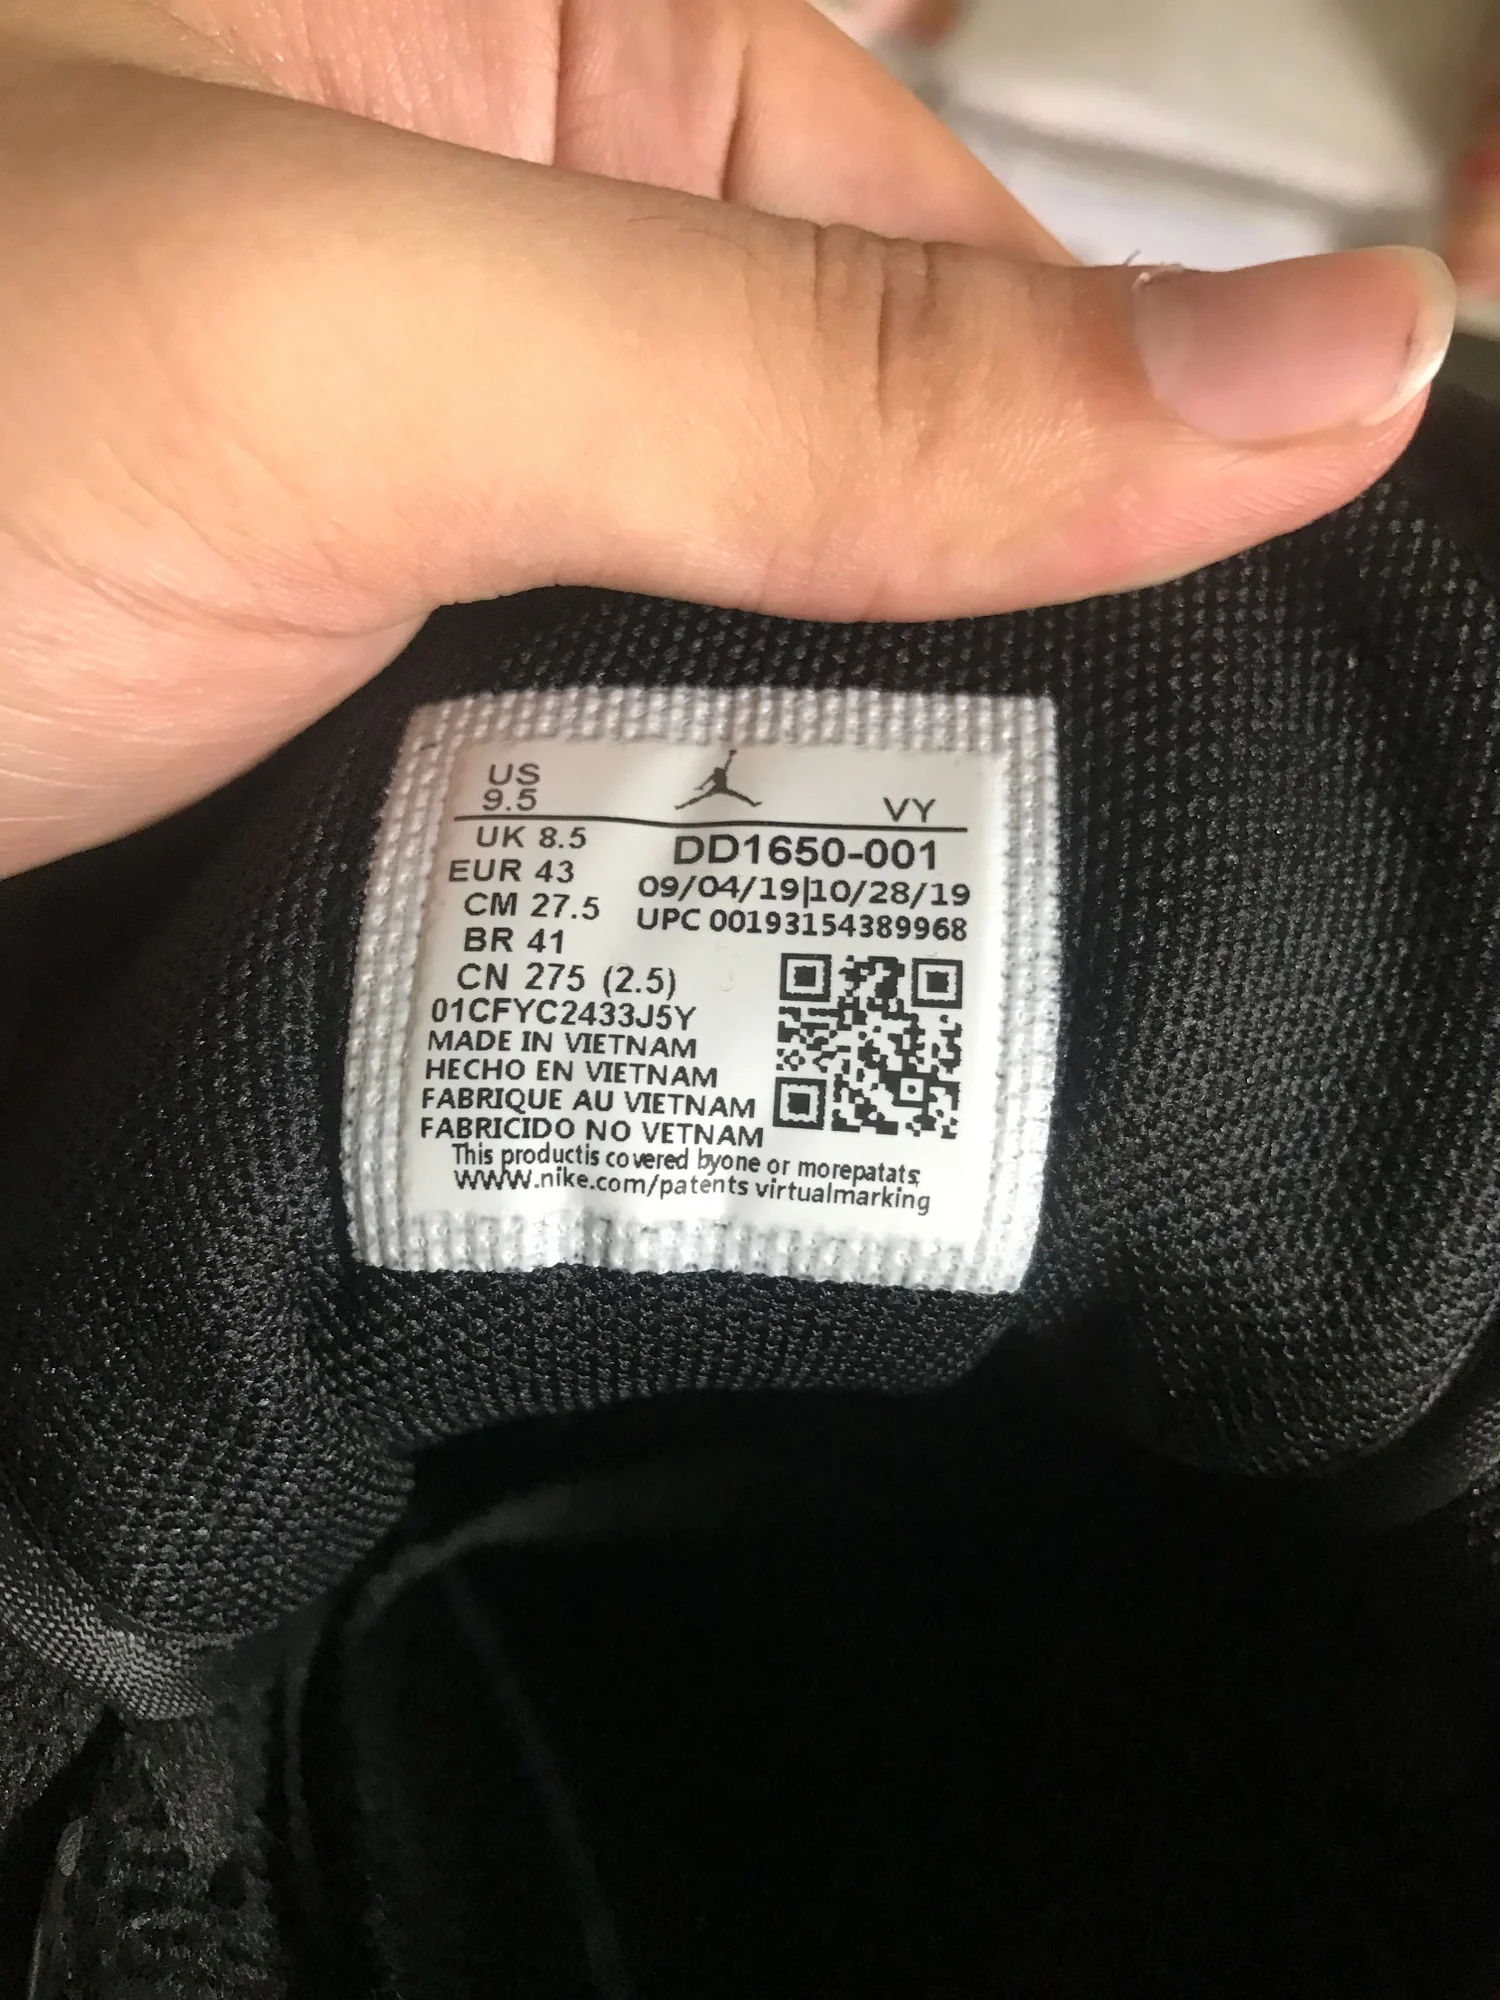 US
9.5
VY
UK 8.5
DD1650-001
EUR 43
09/04/19|10/28/19
CM 27.5
UPC 00193154389968
BR 41
CN 275 (2.5)
01CFYC2433J5Y
MADE IN VIETNAM
HECHO EN VIETNAM
FABRIQUE AU VIETNAM
FABRICIDO NO VETNAM
This productis covered byone or morepatats;
WWW.nike.com/patents virtualmarking